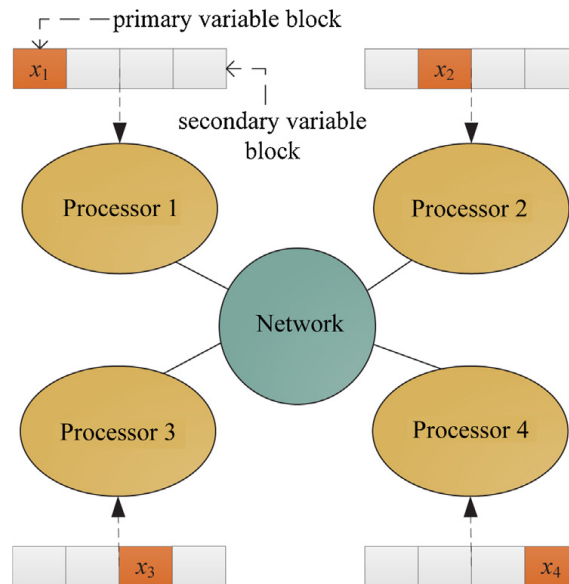 primary variable block
x1
x2
secondary variable
block
Processor 1
Processor 2
Network
Processor 3
Processor 4
x3
x4